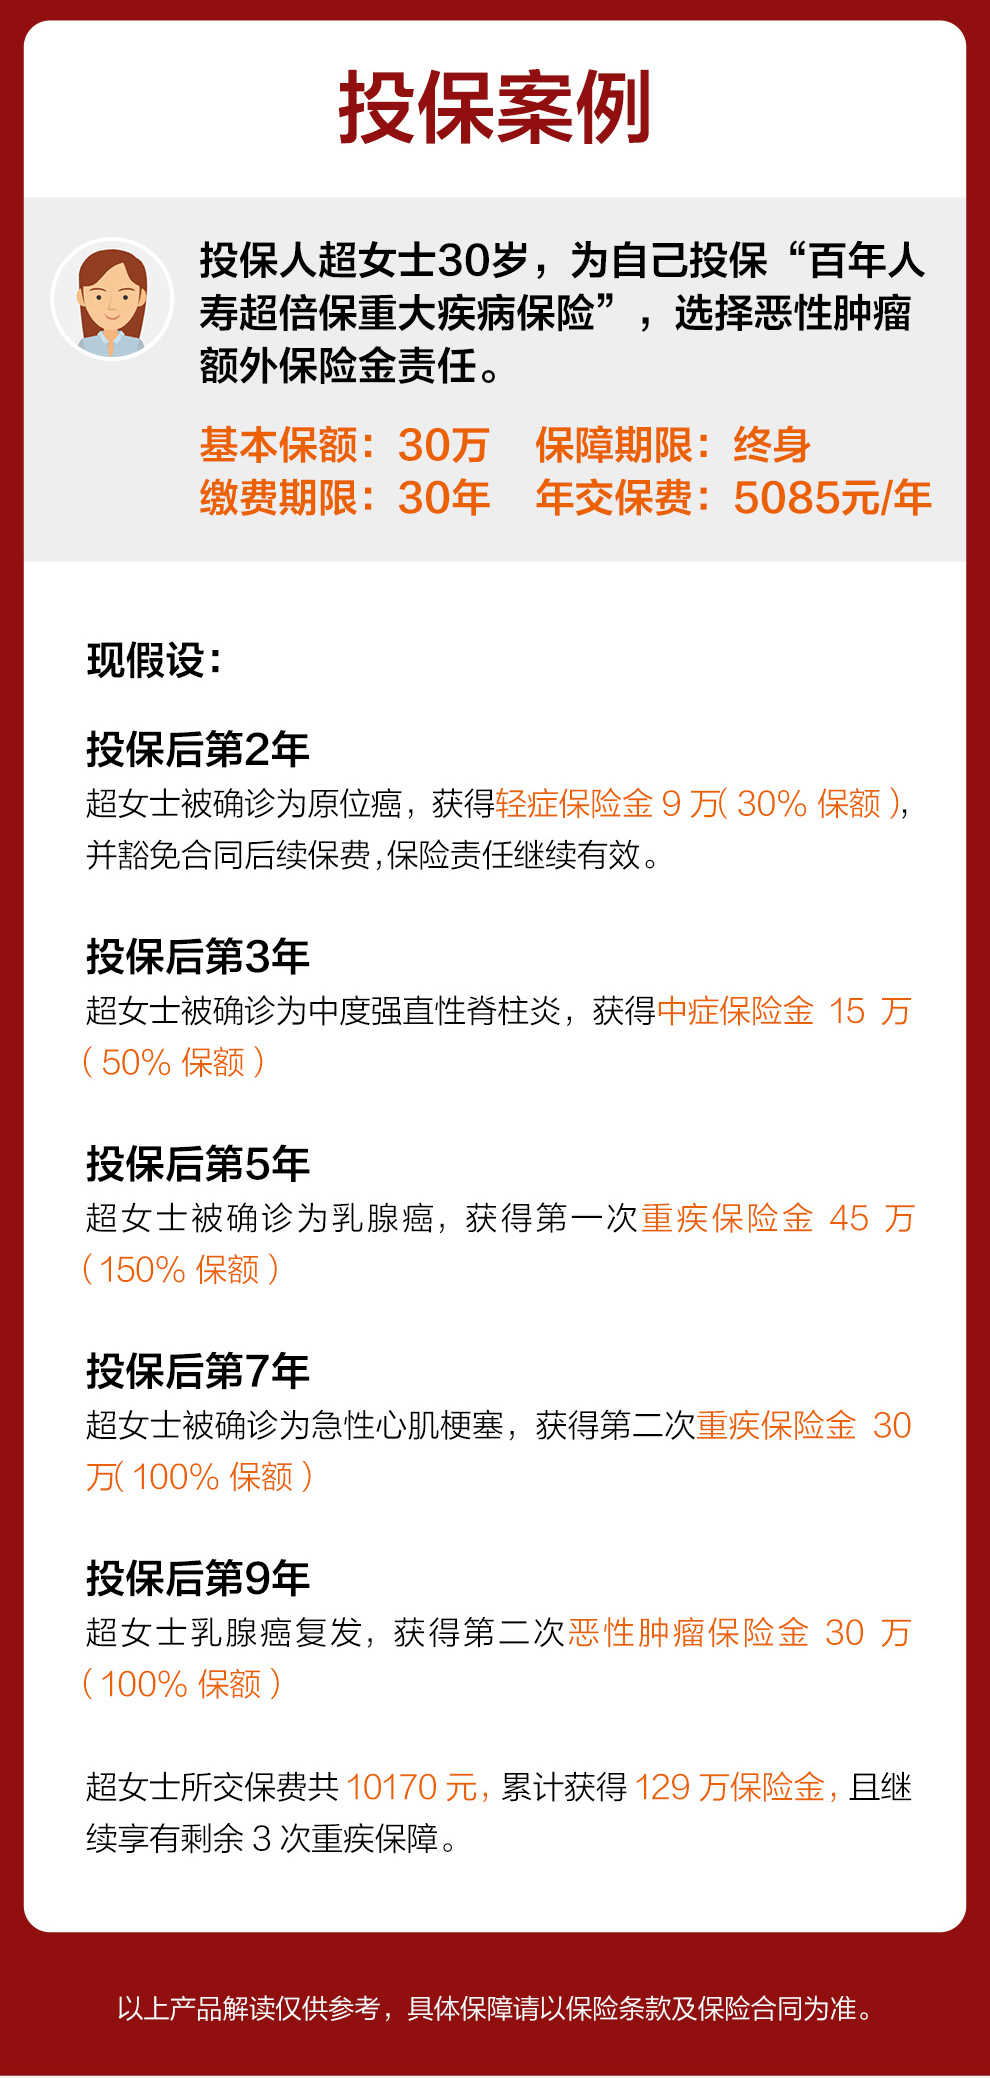 投保案例
投保人超女士30岁，为自己投保“百年人
寿超倍保重大疾病保险”，选择恶性肿瘤
额外保险金责任。
基本保额：30万 保障期限：终身
缴费期限：30年 年交保费：5085元/年
现假设：
投保后第2年
超女士被确诊为原位癌，获得轻症保险金 9 万（30% 保额），
并豁免合同后续保费，保险责任继续有效。
投保后第3年
超女士被确诊为中度强直性脊柱炎，获得中症保险金 15 万
（50% 保额）
投保后第5年
超女士被确诊为乳腺癌，获得第一次重疾保险金 45 万
（150% 保额）
投保后第7年
超女士被确诊为急性心肌梗塞，获得第二次重疾保险金 30
万（100% 保额）
投保后第9年
超女士乳腺癌复发，获得第二次恶性肿瘤保险金 30 万
（100% 保额）
超女士所交保费共 10170 元，累计获得 129 万保险金，且继
续享有剩余 3 次重疾保障。
以上产品解读仅供参考，具体保障请以保险条款及保险合同为准。